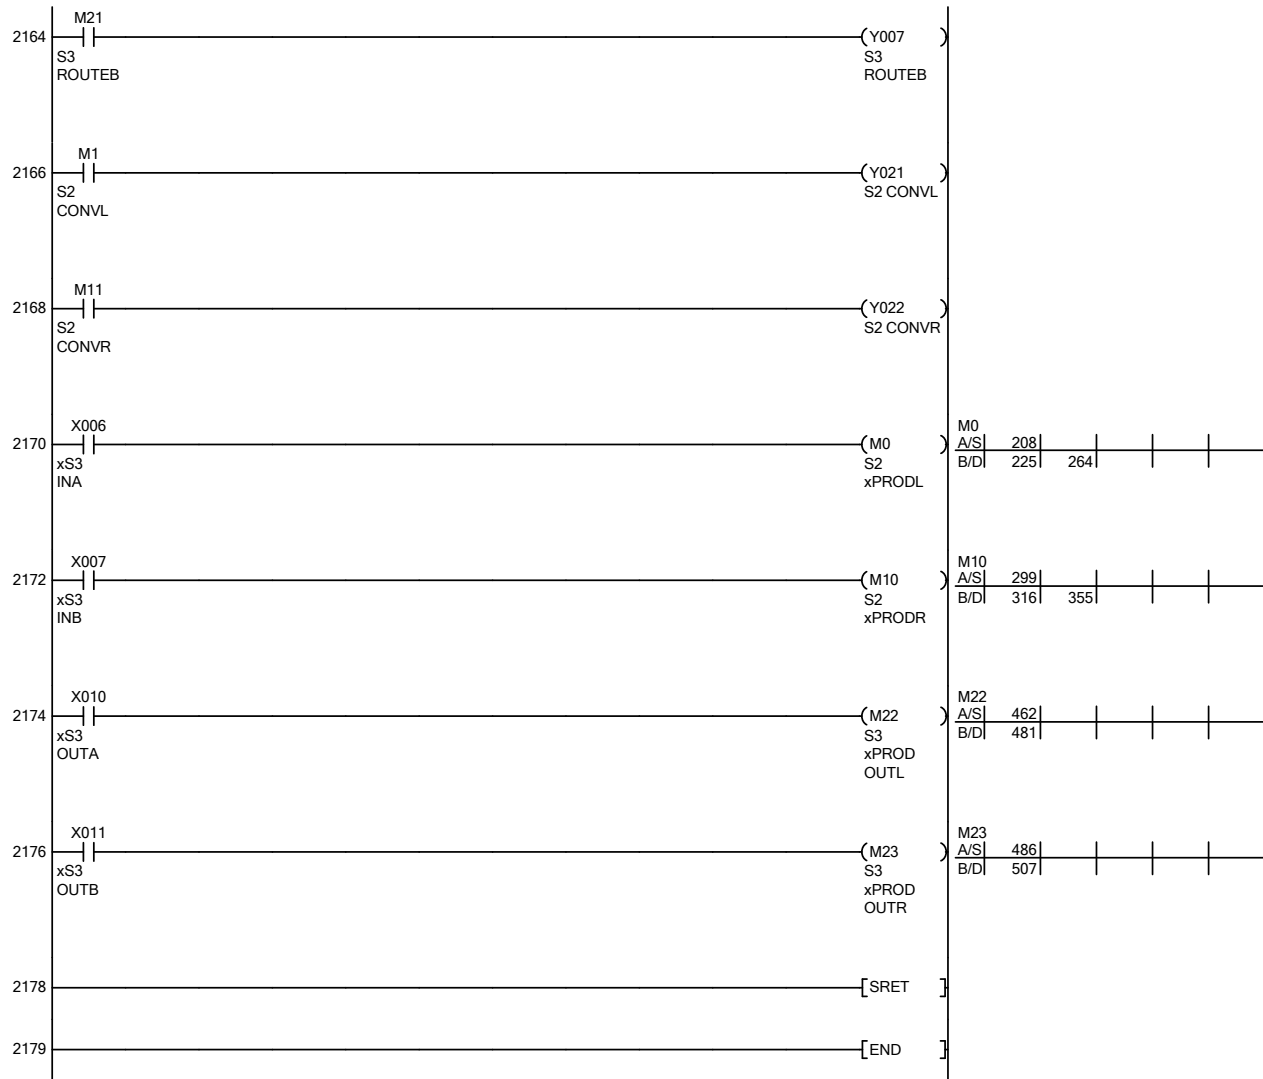 M21
2164 Y007
S3 S3
ROUTEB ROUTEB
M1
2166 Y021
S2 S2 CONVL
CONVL
M11
2168 Y022
S2 S2 CONVR
CONVR
X006 M0
2170 M0 A/S 208
xS3 S2 B/D 225 264
INA xPRODL
X007 M10
2172 M10 A/S 299
xS3 S2 B/D 316 355
INB xPRODR
X010 M22
2174 M22 A/S 462
xS3 S3 B/D 481
OUTA xPROD
OUTL
X011 M23
2176 M23 A/S 486
xS3 S3 B/D 507
OUTB xPROD
OUTR
2178 SRET
2179 END